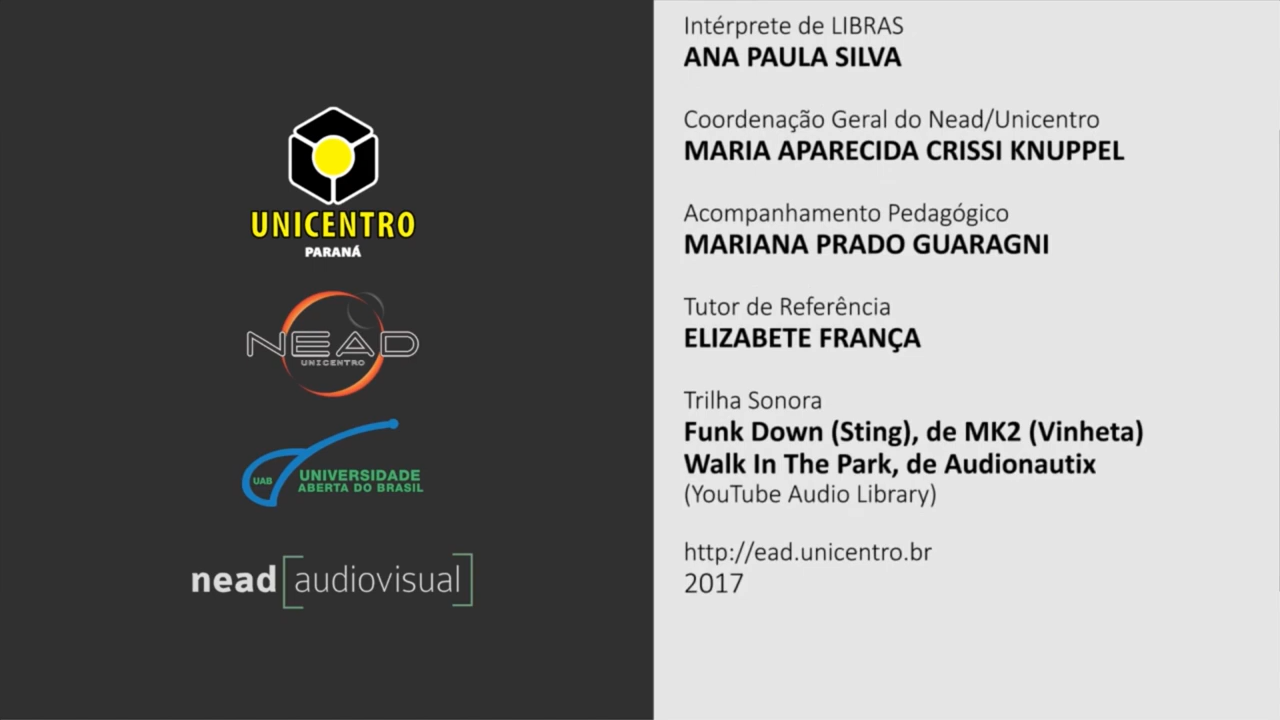 UNICENTRO
PARANÁ
NEAD
UNICENTRO
UAB
UNIVERSIDADE
ABERTA DO BRASIL
nead[audiovisual]
Intérprete de LIBRAS
ANA PAULA SILVA
Coordenação Geral do Nead/Unicentro
MARIA APARECIDA CRISSI KNUPPEL
Acompanhamento Pedagógico
MARIANA PRADO GUARAGNI
Tutor de Referência
ELIZABETE FRANÇA
Trilha Sonora
Funk Down (Sting), de MK2 (Vinheta)
Walk In The Park, de Audionautix
(YouTube Audio Library)
http://ead.unicentro.br
2017